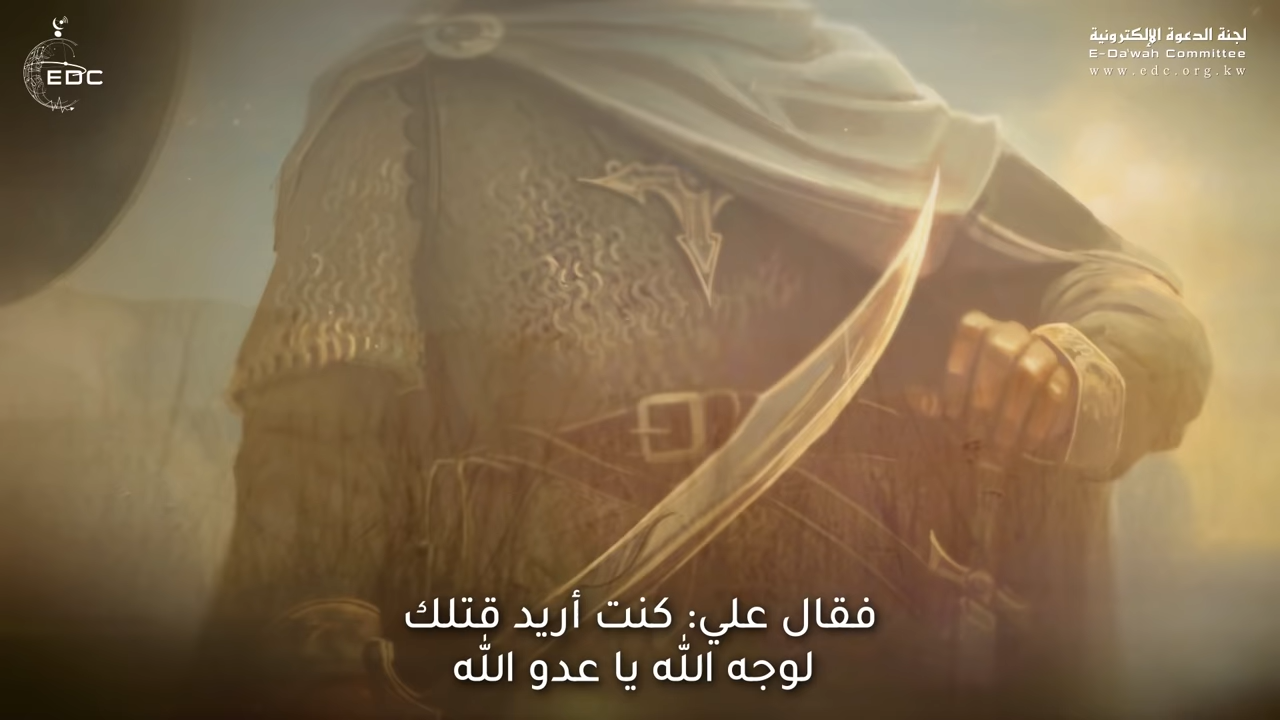 EDC
لجنة الدعوة الإلكترونية
E-Da'wah Committee
www.edc.org.kw
فقال علي: كنت أريد قتلك
لوجه الله يا عدو الله